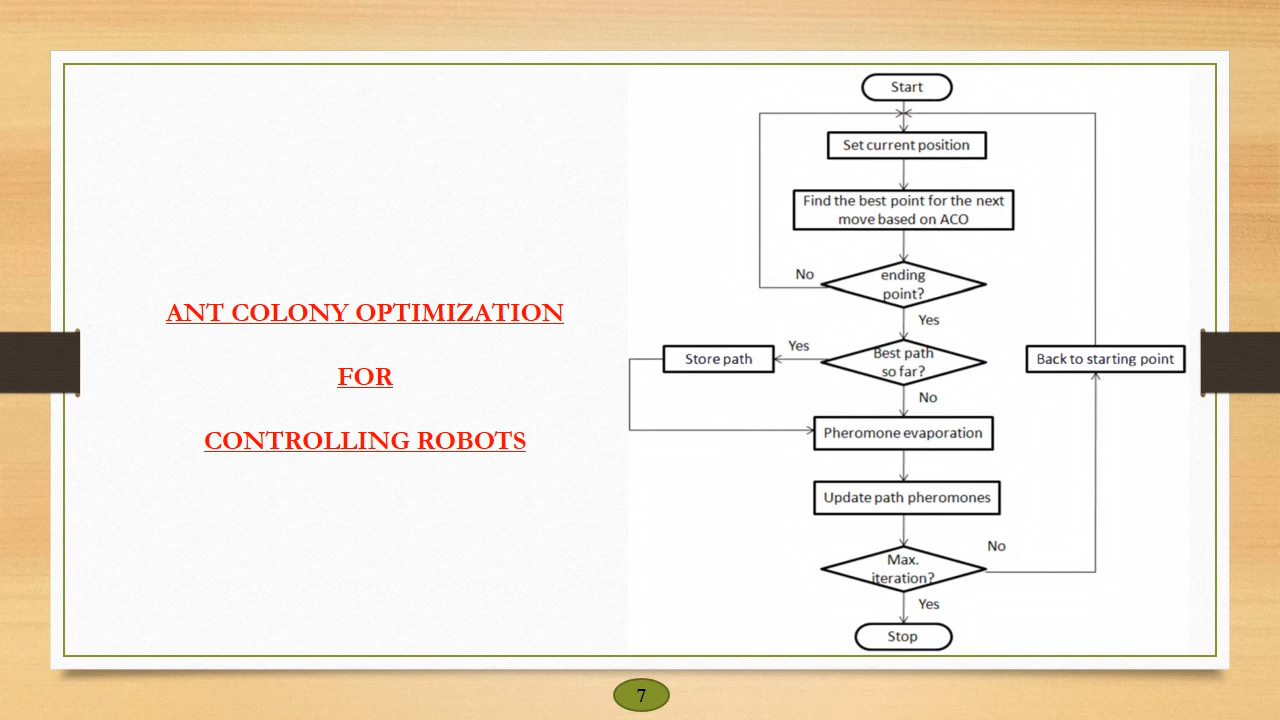 ANT COLONY OPTIMIZATION
FOR
CONTROLLING ROBOTS
Start
Set current position
Find the best point for the next
move based on ACO
No
ending
point?
Yes
Store path
Yes
Best path
so far?
Back to starting point
No
Pheromone evaporation
Update path pheromones
No
Max.
iteration?
Yes
Stop
7